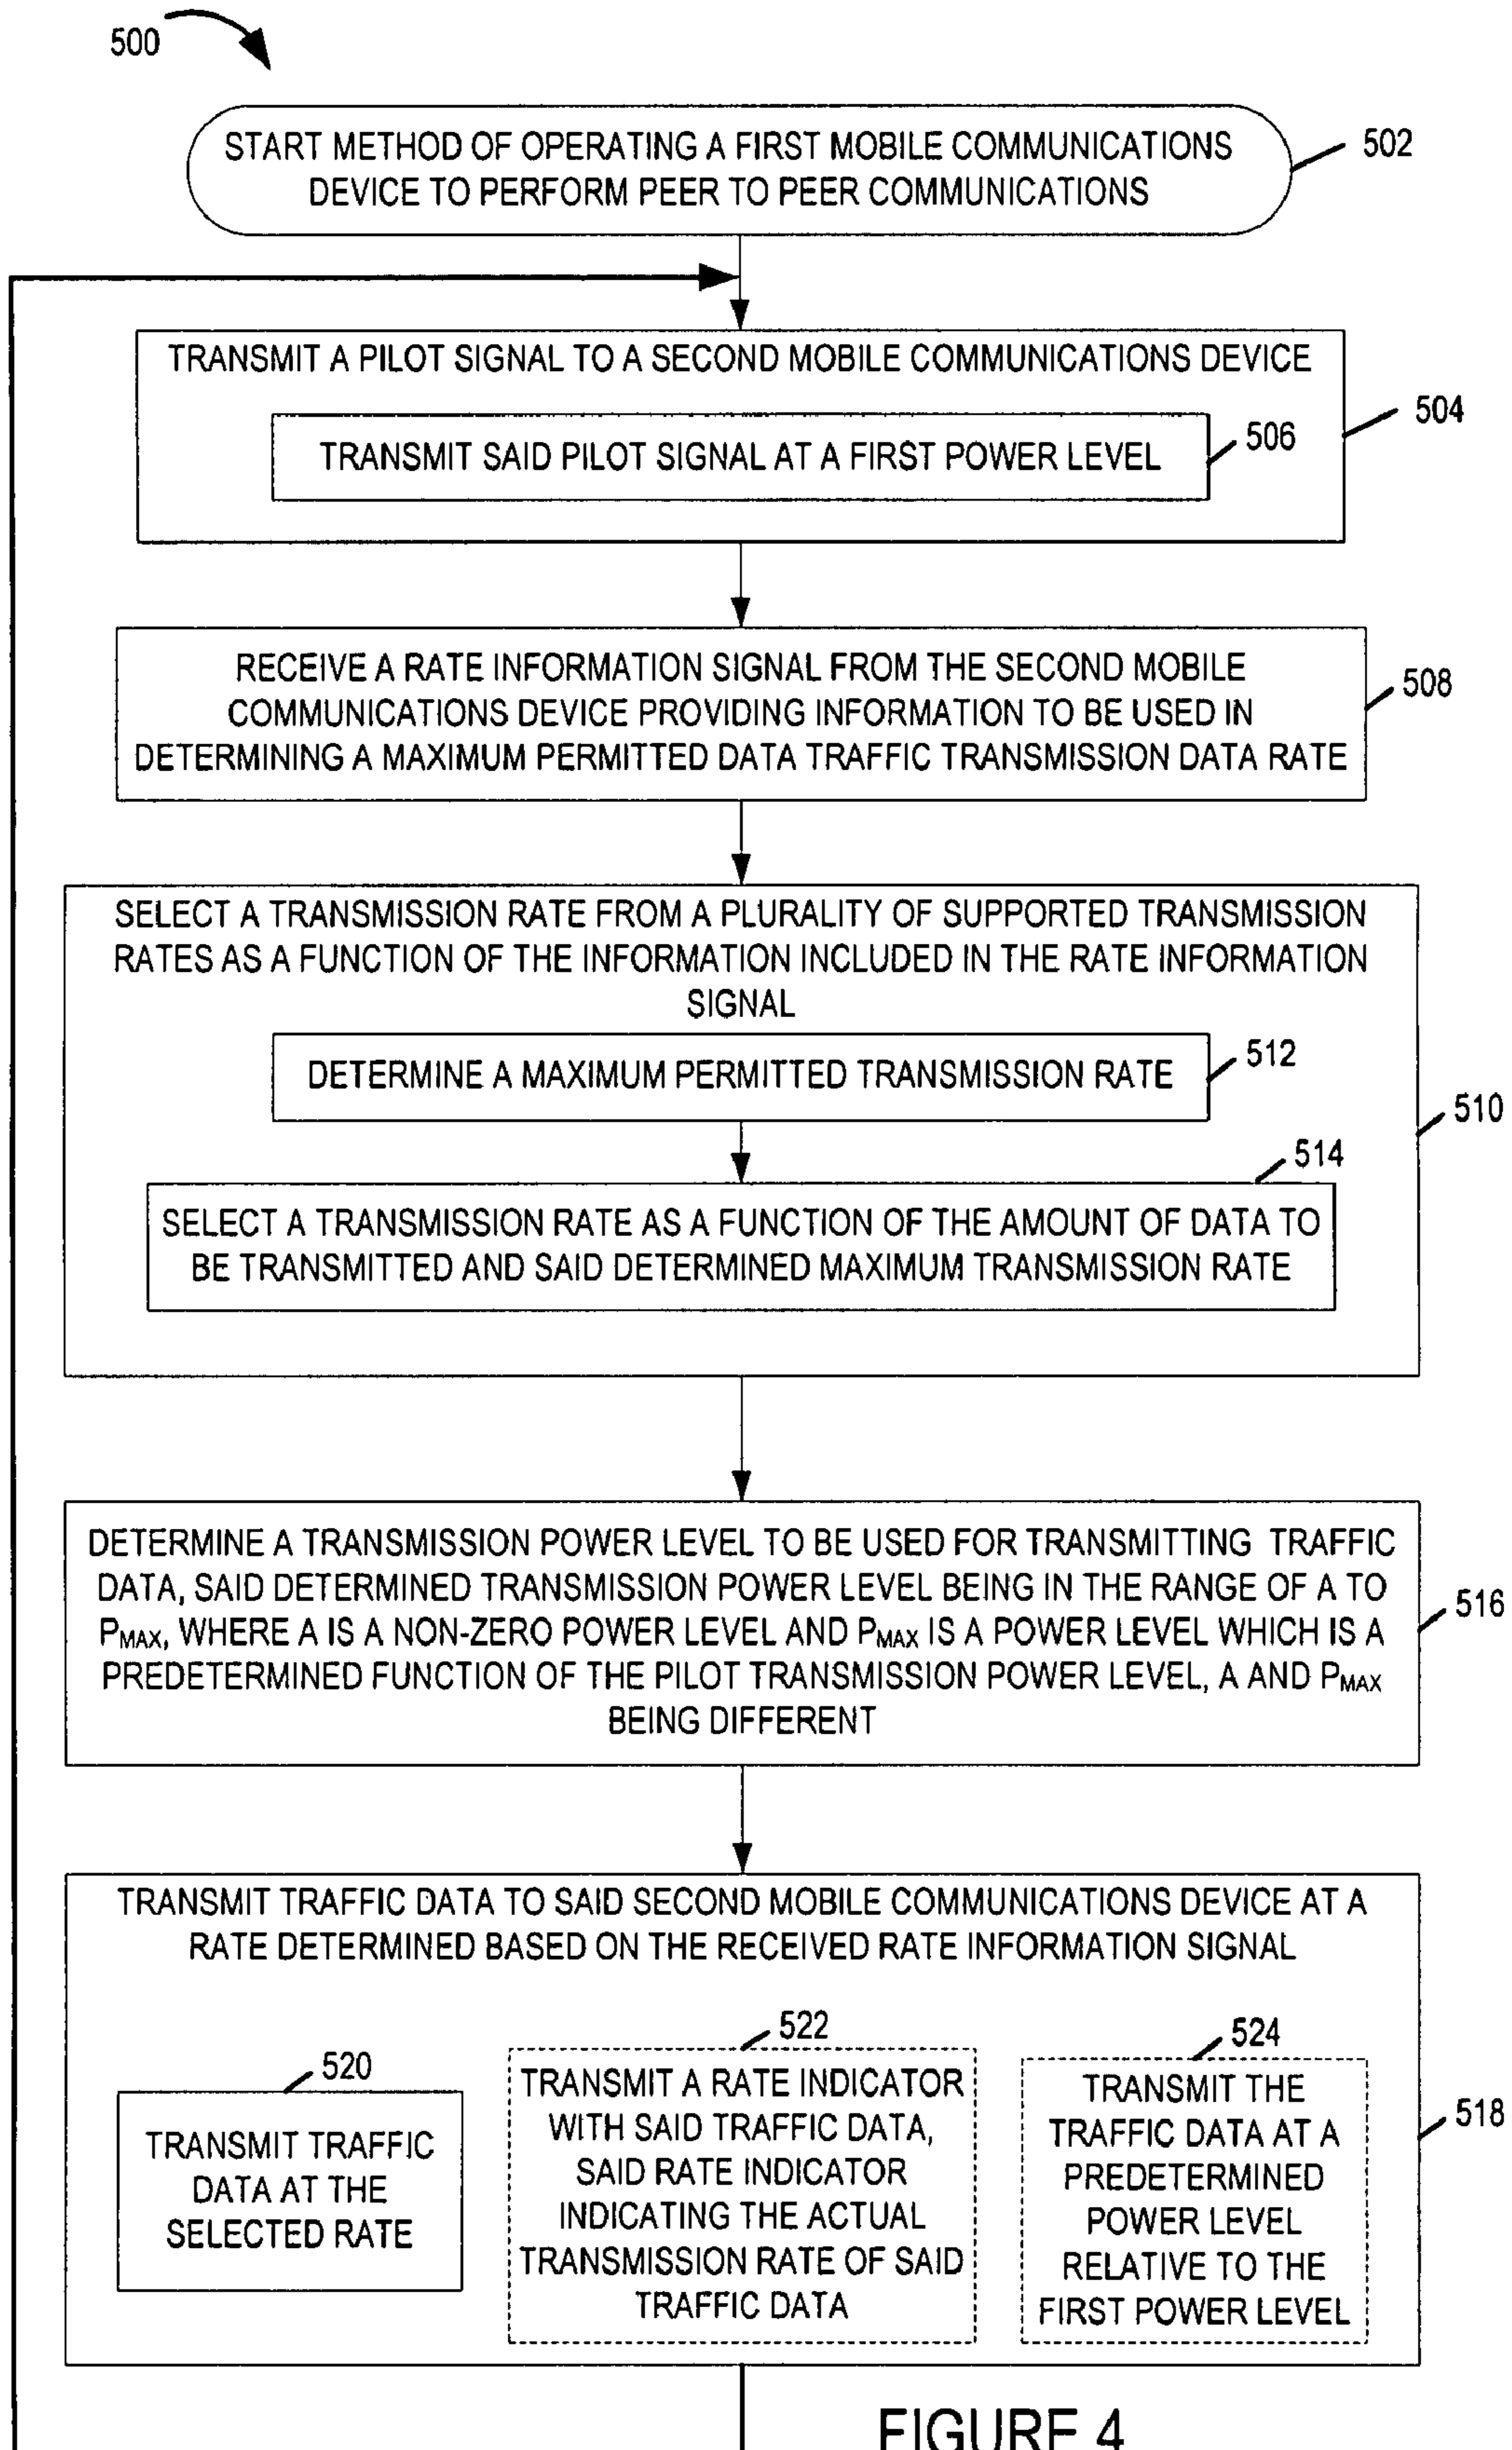 500
START METHOD OF OPERATING A FIRST MOBILE COMMUNICATIONS
DEVICE TO PERFORM PEER TO PEER COMMUNICATIONS
502
TRANSMIT A PILOT SIGNAL TO A SECOND MOBILE COMMUNICATIONS DEVICE
504
TRANSMIT SAID PILOT SIGNAL AT A FIRST POWER LEVEL
506
RECEIVE A RATE INFORMATION SIGNAL FROM THE SECOND MOBILE
COMMUNICATIONS DEVICE PROVIDING INFORMATION TO BE USED IN
DETERMINING A MAXIMUM PERMITTED DATA TRAFFIC TRANSMISSION DATA RATE
508
SELECT A TRANSMISSION RATE FROM A PLURALITY OF SUPPORTED TRANSMISSION
RATES AS A FUNCTION OF THE INFORMATION INCLUDED IN THE RATE INFORMATION
SIGNAL
DETERMINE A MAXIMUM PERMITTED TRANSMISSION RATE
512
510
514
SELECT A TRANSMISSION RATE AS A FUNCTION OF THE AMOUNT OF DATA TO
BE TRANSMITTED AND SAID DETERMINED MAXIMUM TRANSMISSION RATE
DETERMINE A TRANSMISSION POWER LEVEL TO BE USED FOR TRANSMITTING TRAFFIC
DATA, SAID DETERMINED TRANSMISSION POWER LEVEL BEING IN THE RANGE OF A TO
PMAX, WHERE A IS A NON-ZERO POWER LEVEL AND PMAX IS A POWER LEVEL WHICH IS A
PREDETERMINED FUNCTION OF THE PILOT TRANSMISSION POWER LEVEL, A AND PMAX
BEING DIFFERENT
516
TRANSMIT TRAFFIC DATA TO SAID SECOND MOBILE COMMUNICATIONS DEVICE AT A
RATE DETERMINED BASED ON THE RECEIVED RATE INFORMATION SIGNAL
520
TRANSMIT TRAFFIC
DATA AT THE
SELECTED RATE
522
TRANSMIT A RATE INDICATOR
WITH SAID TRAFFIC DATA,
SAID RATE INDICATOR
INDICATING THE ACTUAL
TRANSMISSION RATE OF SAID
TRAFFIC DATA
524
TRANSMIT THE
TRAFFIC DATA AT A
PREDETERMINED
POWER LEVEL
RELATIVE TO THE
FIRST POWER LEVEL
518
FIGURE 4